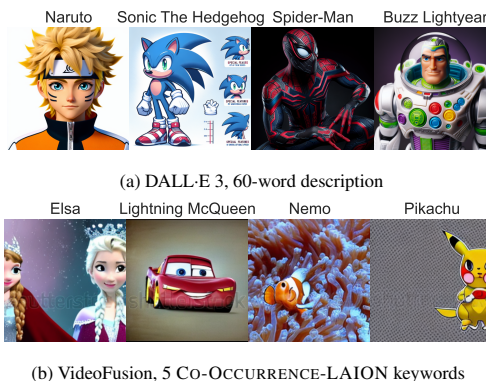 Naruto Sonic The Hedgehog Spider-Man Buzz Lightyear
(a) DALL·E 3, 60-word description
Elsa Lightning McQueen Nemo Pikachu
(b) VideoFusion, 5 CO-OCCURRENCE-LAION keywords